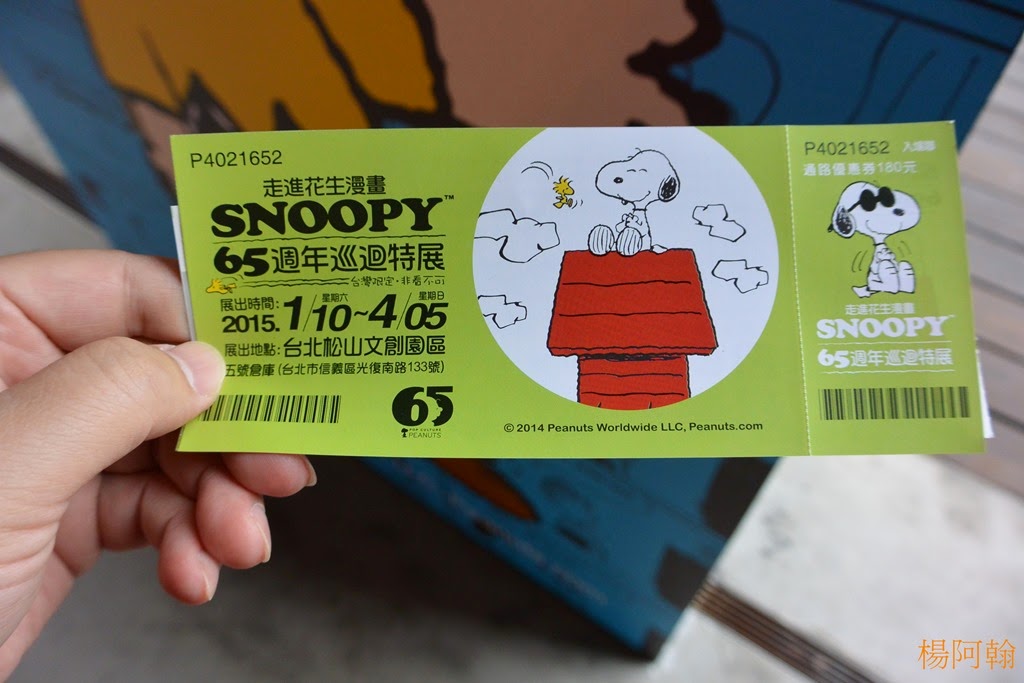 P4021652
走進花生漫畫
SNOOPY™
65週年巡迴特展
台灣限定，非看不可
展出時間:
2015. 1/10 星期六 ~ 4/05 星期日
展出地點: 台北松山文創園區
五號倉庫 (台北市信義區光復南路133號)
65
POP CULTURE
PEANUTS
© 2014 Peanuts Worldwide LLC, Peanuts.com
P4021652 入場聯
通路優惠券180元
走進花生漫畫
SNOOPY™
65週年巡迴特展
楊阿翰